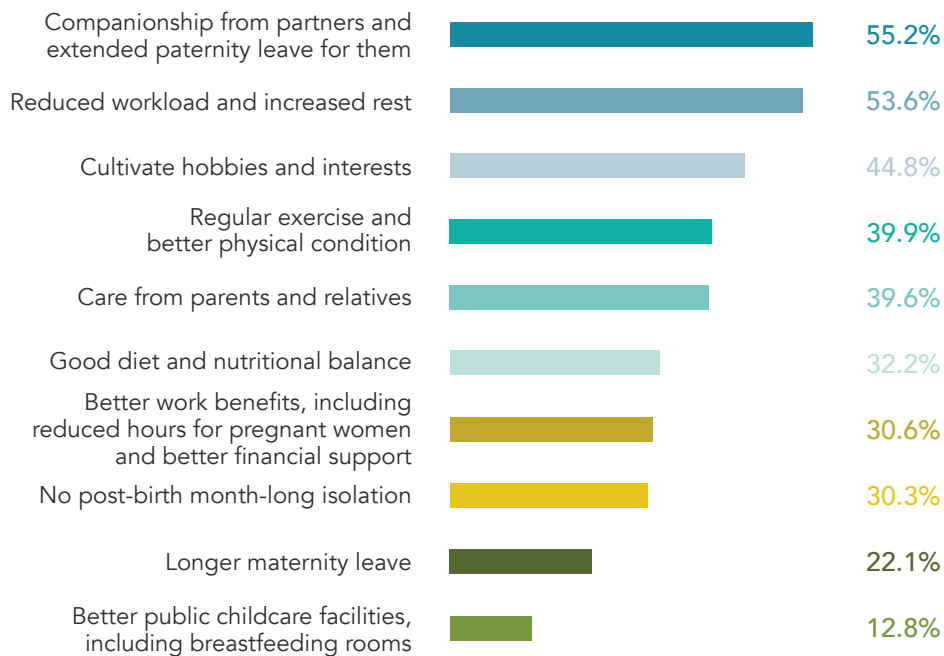 Companionship from partners and
extended paternity leave for them
55.2%
Reduced workload and increased rest
53.6%
Cultivate hobbies and interests
44.8%
Regular exercise and
better physical condition
39.9%
Care from parents and relatives
39.6%
Good diet and nutritional balance
32.2%
Better work benefits, including
reduced hours for pregnant women
and better financial support
30.6%
No post-birth month-long isolation
30.3%
Longer maternity leave
22.1%
Better public childcare facilities,
including breastfeeding rooms
12.8%